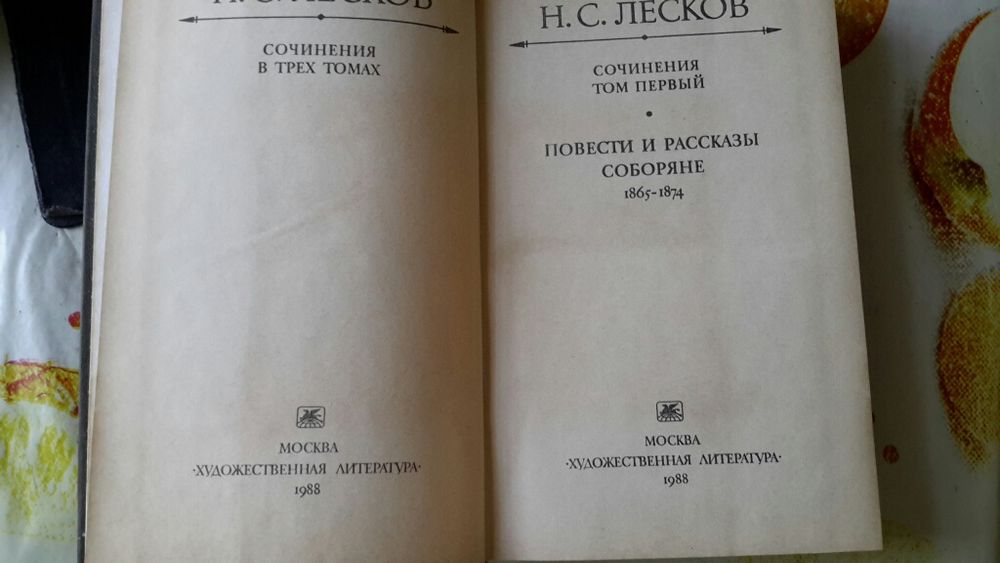 Н. С. ЛЕСКОВ
СОЧИНЕНИЯ
В ТРЕХ ТОМАХ
МОСКВА
·ХУДОЖЕСТВЕННАЯ ЛИТЕРАТУРА·
1988
Н. С. ЛЕСКОВ
СОЧИНЕНИЯ
ТОМ ПЕРВЫЙ
·
ПОВЕСТИ И РАССКАЗЫ
СОБОРЯНЕ
1865-1874
МОСКВА
·ХУДОЖЕСТВЕННАЯ ЛИТЕРАТУРА·
1988